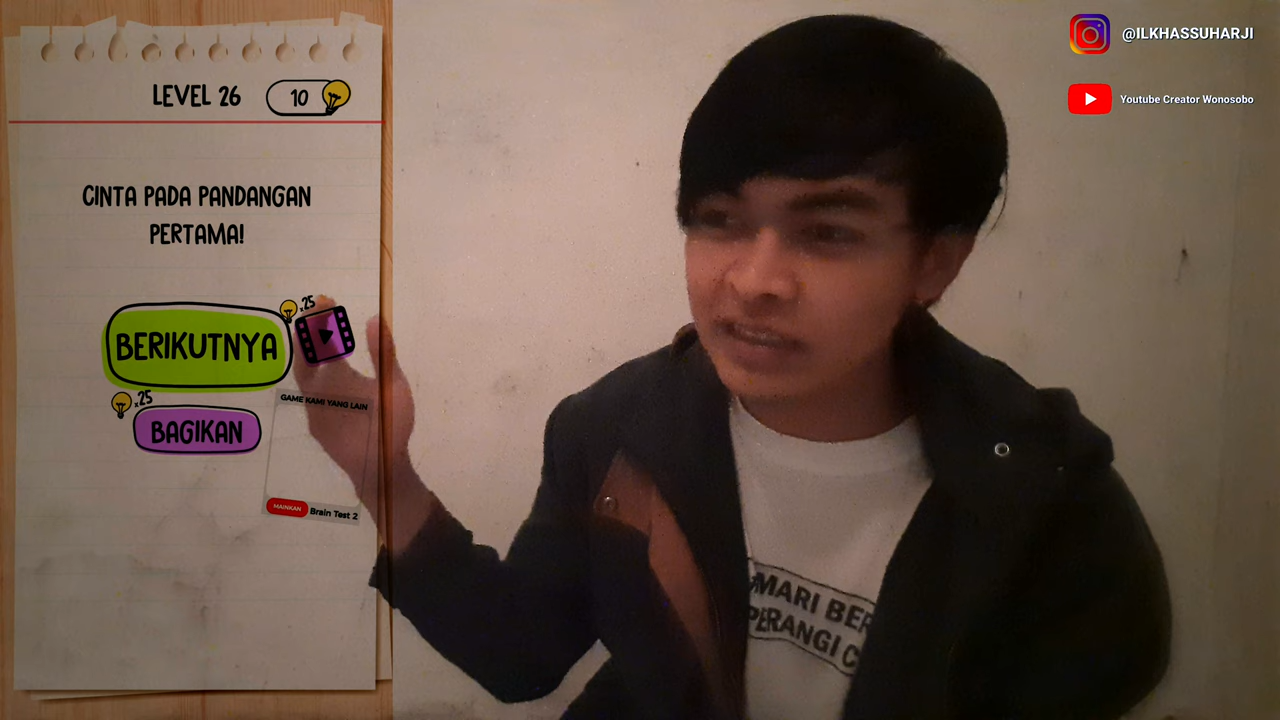 LEVEL 26
10
CINTA PADA PANDANGAN
PERTAMA!
x25
BERIKUTNYA
x25
BAGIKAN
GAME KAMI YANG LAIN
MAINKAN
Brain Test 2
@ILKHASSUHARJI
Youtube Creator Wonosobo
MARI BER
PERANGI C